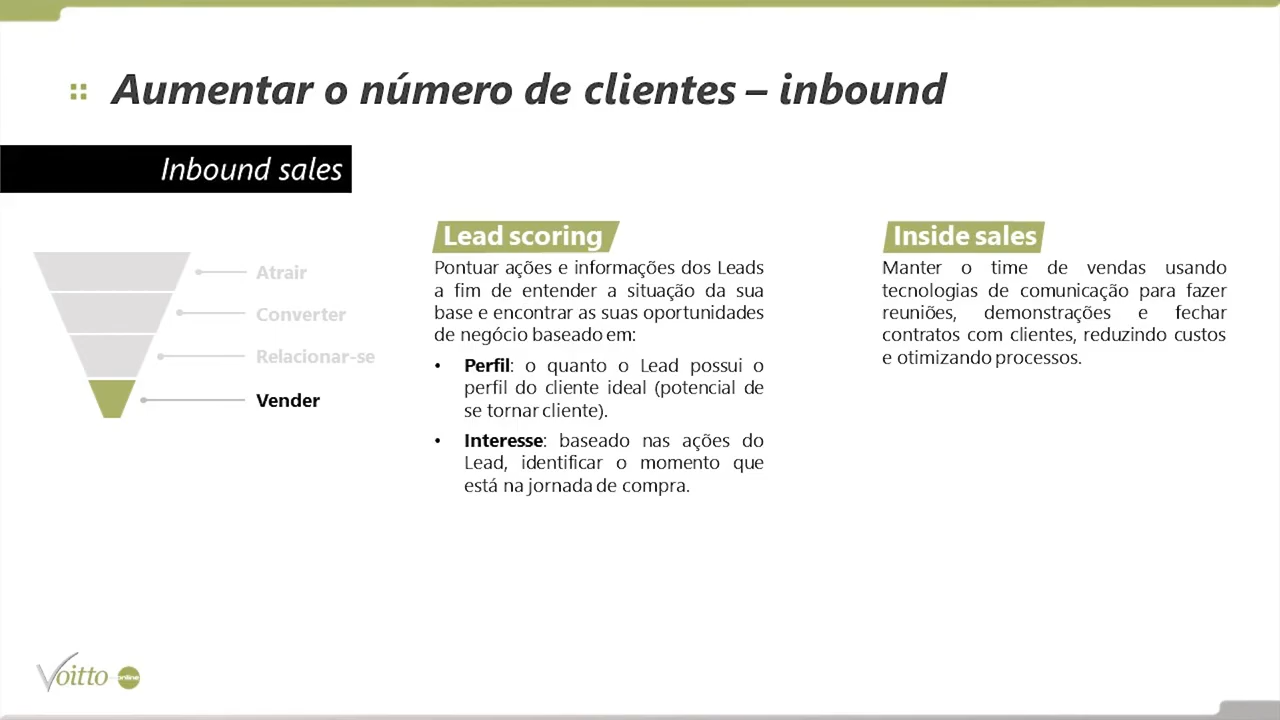 Aumentar o número de clientes – inbound
Inbound sales
Atrair
Converter
Relacionar-se
Vender
Lead scoring
Pontuar ações e informações dos Leads
a fim de entender a situação da sua
base e encontrar as suas oportunidades
de negócio baseado em:
• Perfil: o quanto o Lead possui o
perfil do cliente ideal (potencial de
se tornar cliente).
• Interesse: baseado nas ações do
Lead, identificar o momento que
está na jornada de compra.
Inside sales
Manter o time de vendas usando
tecnologias de comunicação para fazer
reuniões, demonstrações e fechar
contratos com clientes, reduzindo custos
e otimizando processos.
Voitto online